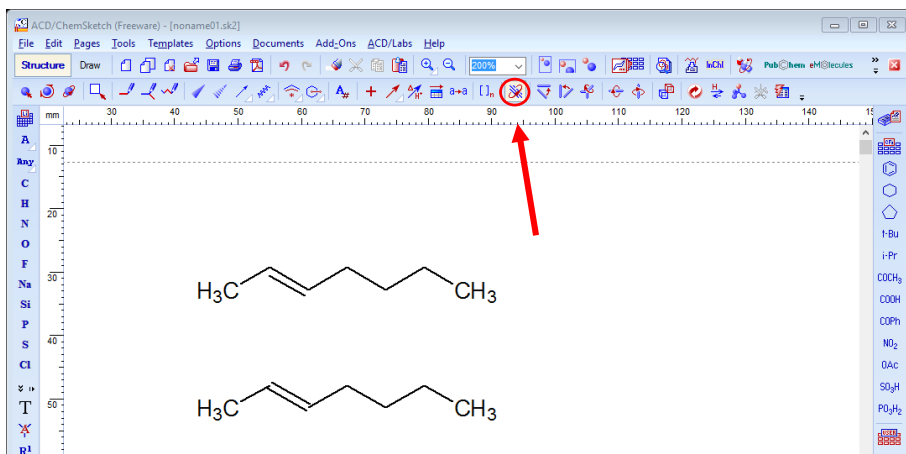 ACD/ChemSketch (Freeware) - [noname01.sk2]
File Edit Pages Tools Templates Options Documents Add-Ons ACD/Labs Help
Structure Draw 200% InChI PubChem eMolecules
A# a→a [ ]n
mm 30 40 50 60 70 80 90 100 110 120 130 140
A
Any
C
H
N
O
F
Na
Si
P
S
Cl
T
R1
10
20
30
40
50
H3C CH3
H3C CH3
t-Bu
i-Pr
COCH3
COOH
COPh
NO2
OAc
SO3H
PO3H2